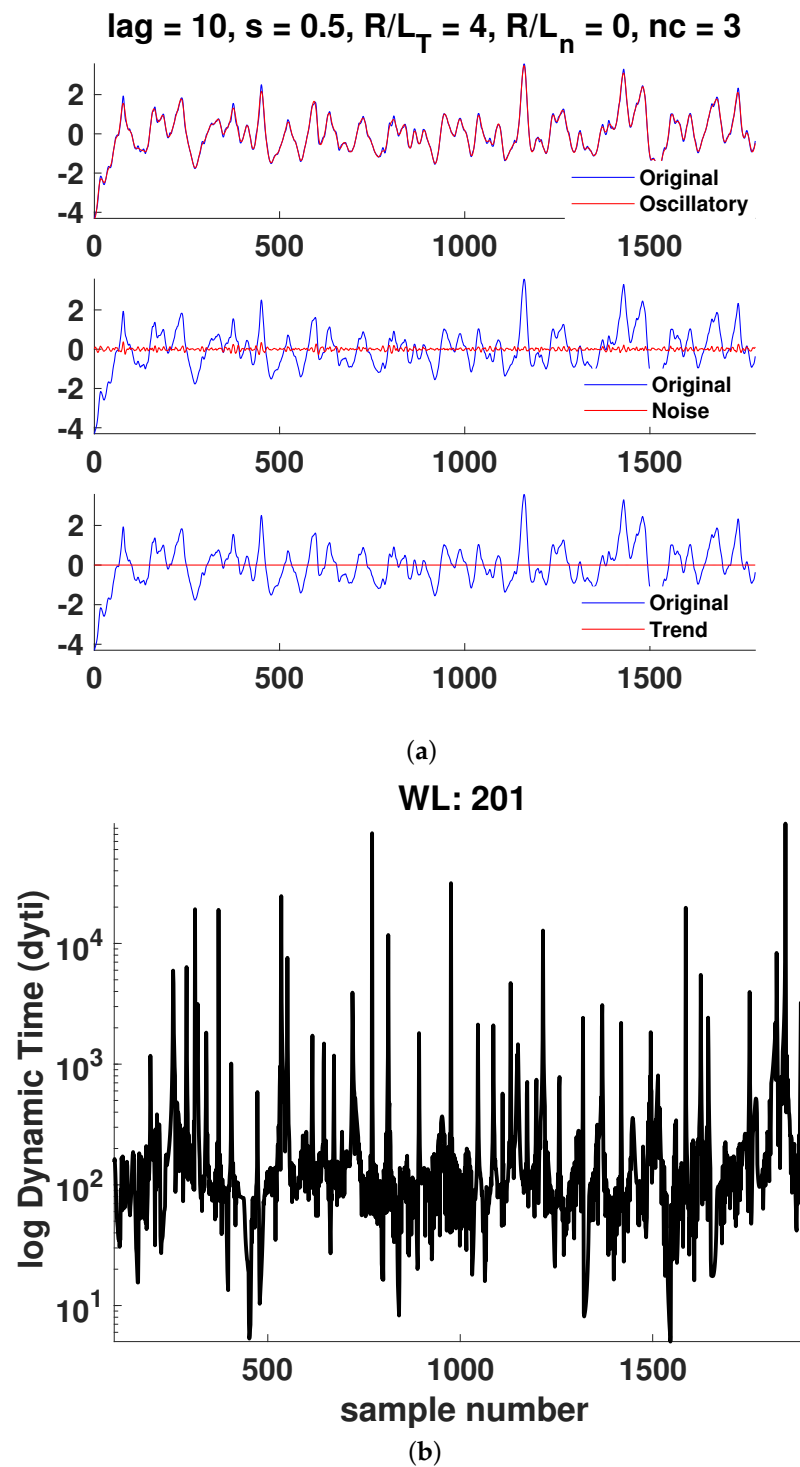 lag = 10, s = 0.5, R/L_T = 4, R/L_n = 0, nc = 3
2
0
-2
-4
Original
Oscillatory
0 500 1000 1500
2
0
-2
-4
Original
Noise
0 500 1000 1500
2
0
-2
-4
Original
Trend
0 500 1000 1500
(a)
WL: 201
log Dynamic Time (dyti)
10^4
10^3
10^2
10^1
500 1000 1500
sample number
(b)